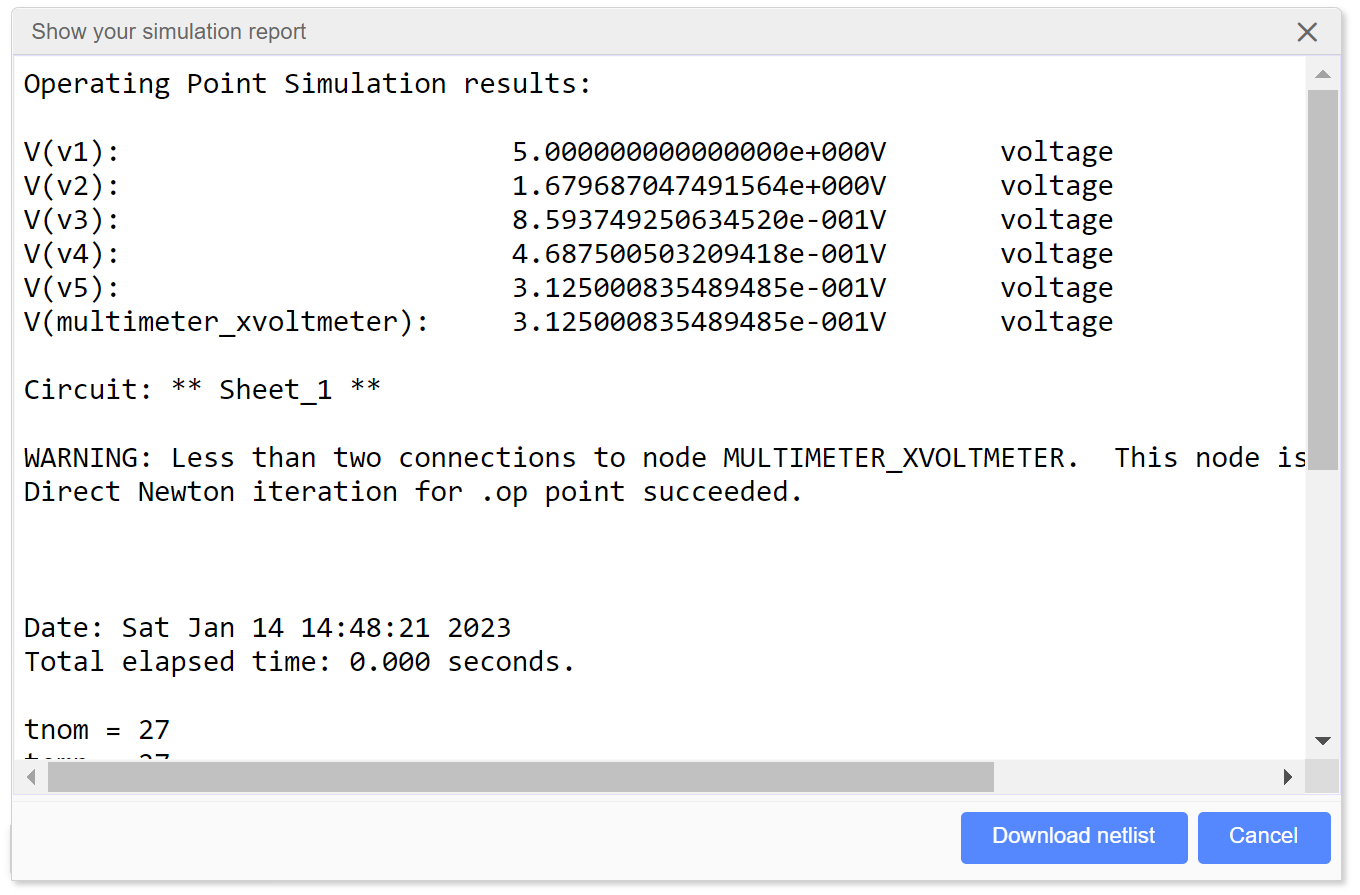 Show your simulation report
Operating Point Simulation results:
V(v1): 5.000000000000000e+000V voltage
V(v2): 1.679687047491564e+000V voltage
V(v3): 8.593749250634520e-001V voltage
V(v4): 4.687500503209418e-001V voltage
V(v5): 3.125000835489485e-001V voltage
V(multimeter_xvoltmeter): 3.125000835489485e-001V voltage
Circuit: ** Sheet_1 **
WARNING: Less than two connections to node MULTIMETER_XVOLTMETER. This node is
Direct Newton iteration for .op point succeeded.
Date: Sat Jan 14 14:48:21 2023
Total elapsed time: 0.000 seconds.
tnom = 27
Download netlist Cancel